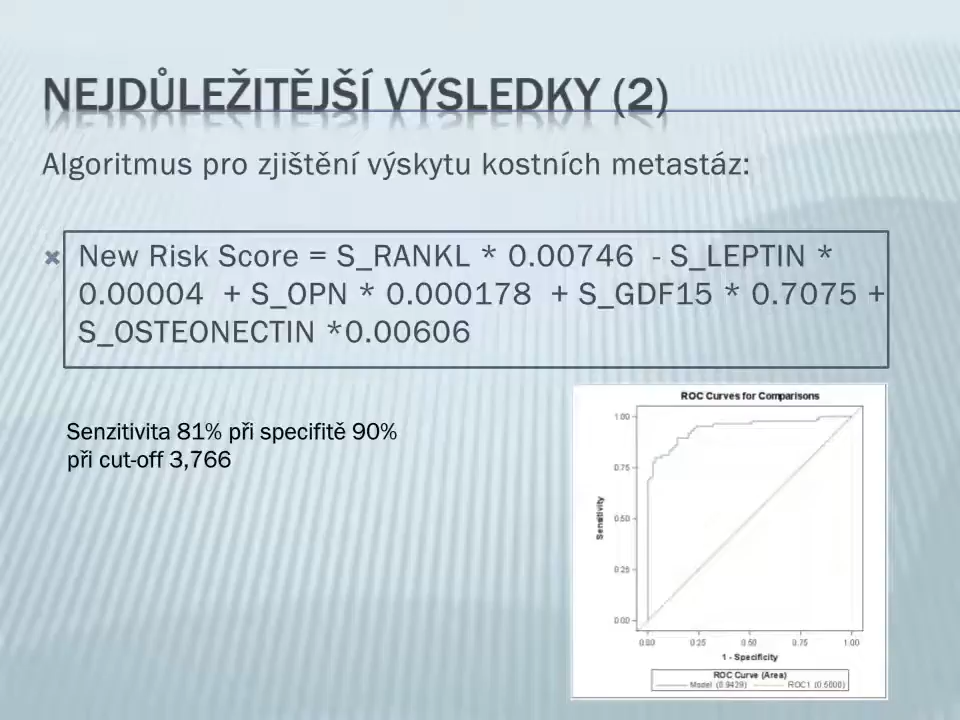 NEJDŮLEŽITĚJŠÍ VÝSLEDKY (2)
Algoritmus pro zjištění výskytu kostních metastáz:
New Risk Score = S_RANKL * 0.00746 - S_LEPTIN *
0.00004 + S_OPN * 0.000178 + S_GDF15 * 0.7075 +
S_OSTEONECTIN *0.00606
Senzitivita 81% při specifitě 90%
při cut-off 3,766
ROC Curves for Comparisons
1.00
0.75
0.50
0.25
0.00
Sensitivity
0.00 0.25 0.50 0.75 1.00
1 - Specificity
ROC Curve (Area)
Model (0.9429) ROC1 (0.5000)